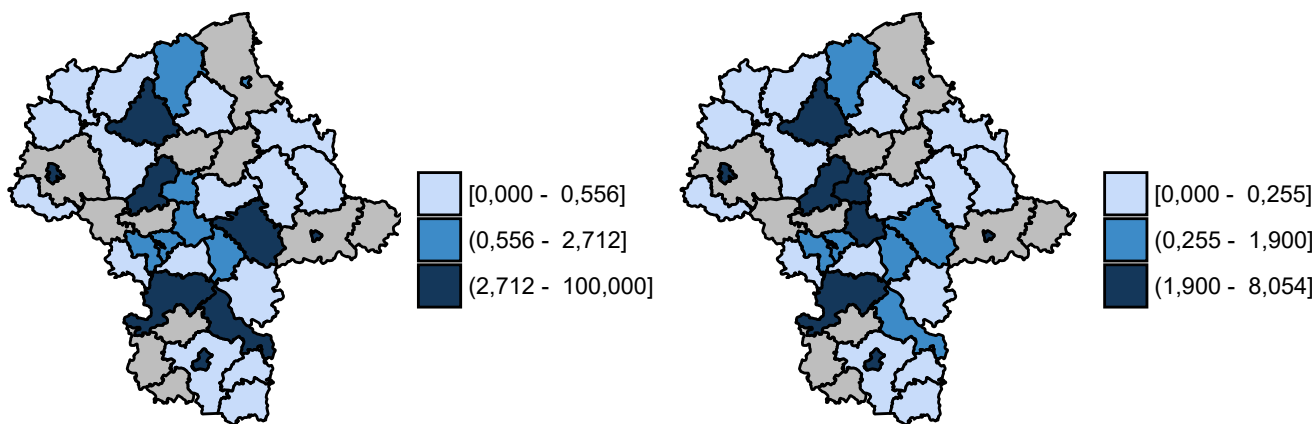 [0,000 - 0,556]
(0,556 - 2,712]
(2,712 - 100,000]
[0,000 - 0,255]
(0,255 - 1,900]
(1,900 - 8,054]